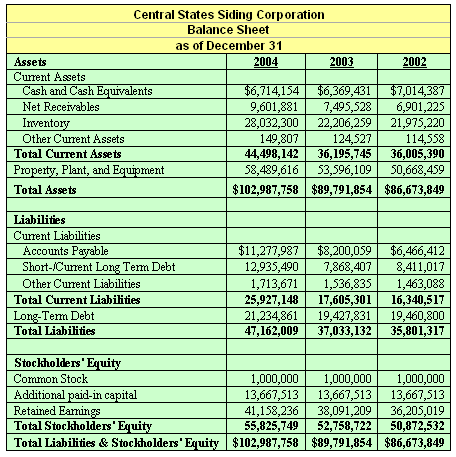 Central States Siding Corporation
Balance Sheet
as of December 31
Assets 2004 2003 2002
Current Assets
Cash and Cash Equivalents $6,714,154 $6,369,431 $7,014,387
Net Receivables 9,601,881 7,495,528 6,901,225
Inventory 28,032,300 22,206,259 21,975,220
Other Current Assets 149,807 124,527 114,558
Total Current Assets 44,498,142 36,195,745 36,005,390
Property, Plant, and Equipment 58,489,616 53,596,109 50,668,459
Total Assets $102,987,758 $89,791,854 $86,673,849
Liabilities
Current Liabilities
Accounts Payable $11,277,987 $8,200,059 $6,466,412
Short-/Current Long Term Debt 12,935,490 7,868,407 8,411,017
Other Current Liabilities 1,713,671 1,536,835 1,463,088
Total Current Liabilities 25,927,148 17,605,301 16,340,517
Long-Term Debt 21,234,861 19,427,831 19,460,800
Total Liabilities 47,162,009 37,033,132 35,801,317
Stockholders' Equity
Common Stock 1,000,000 1,000,000 1,000,000
Additional paid-in capital 13,667,513 13,667,513 13,667,513
Retained Earnings 41,158,236 38,091,209 36,205,019
Total Stockholders' Equity 55,825,749 52,758,722 50,872,532
Total Liabilities & Stockholders' Equity $102,987,758 $89,791,854 $86,673,849